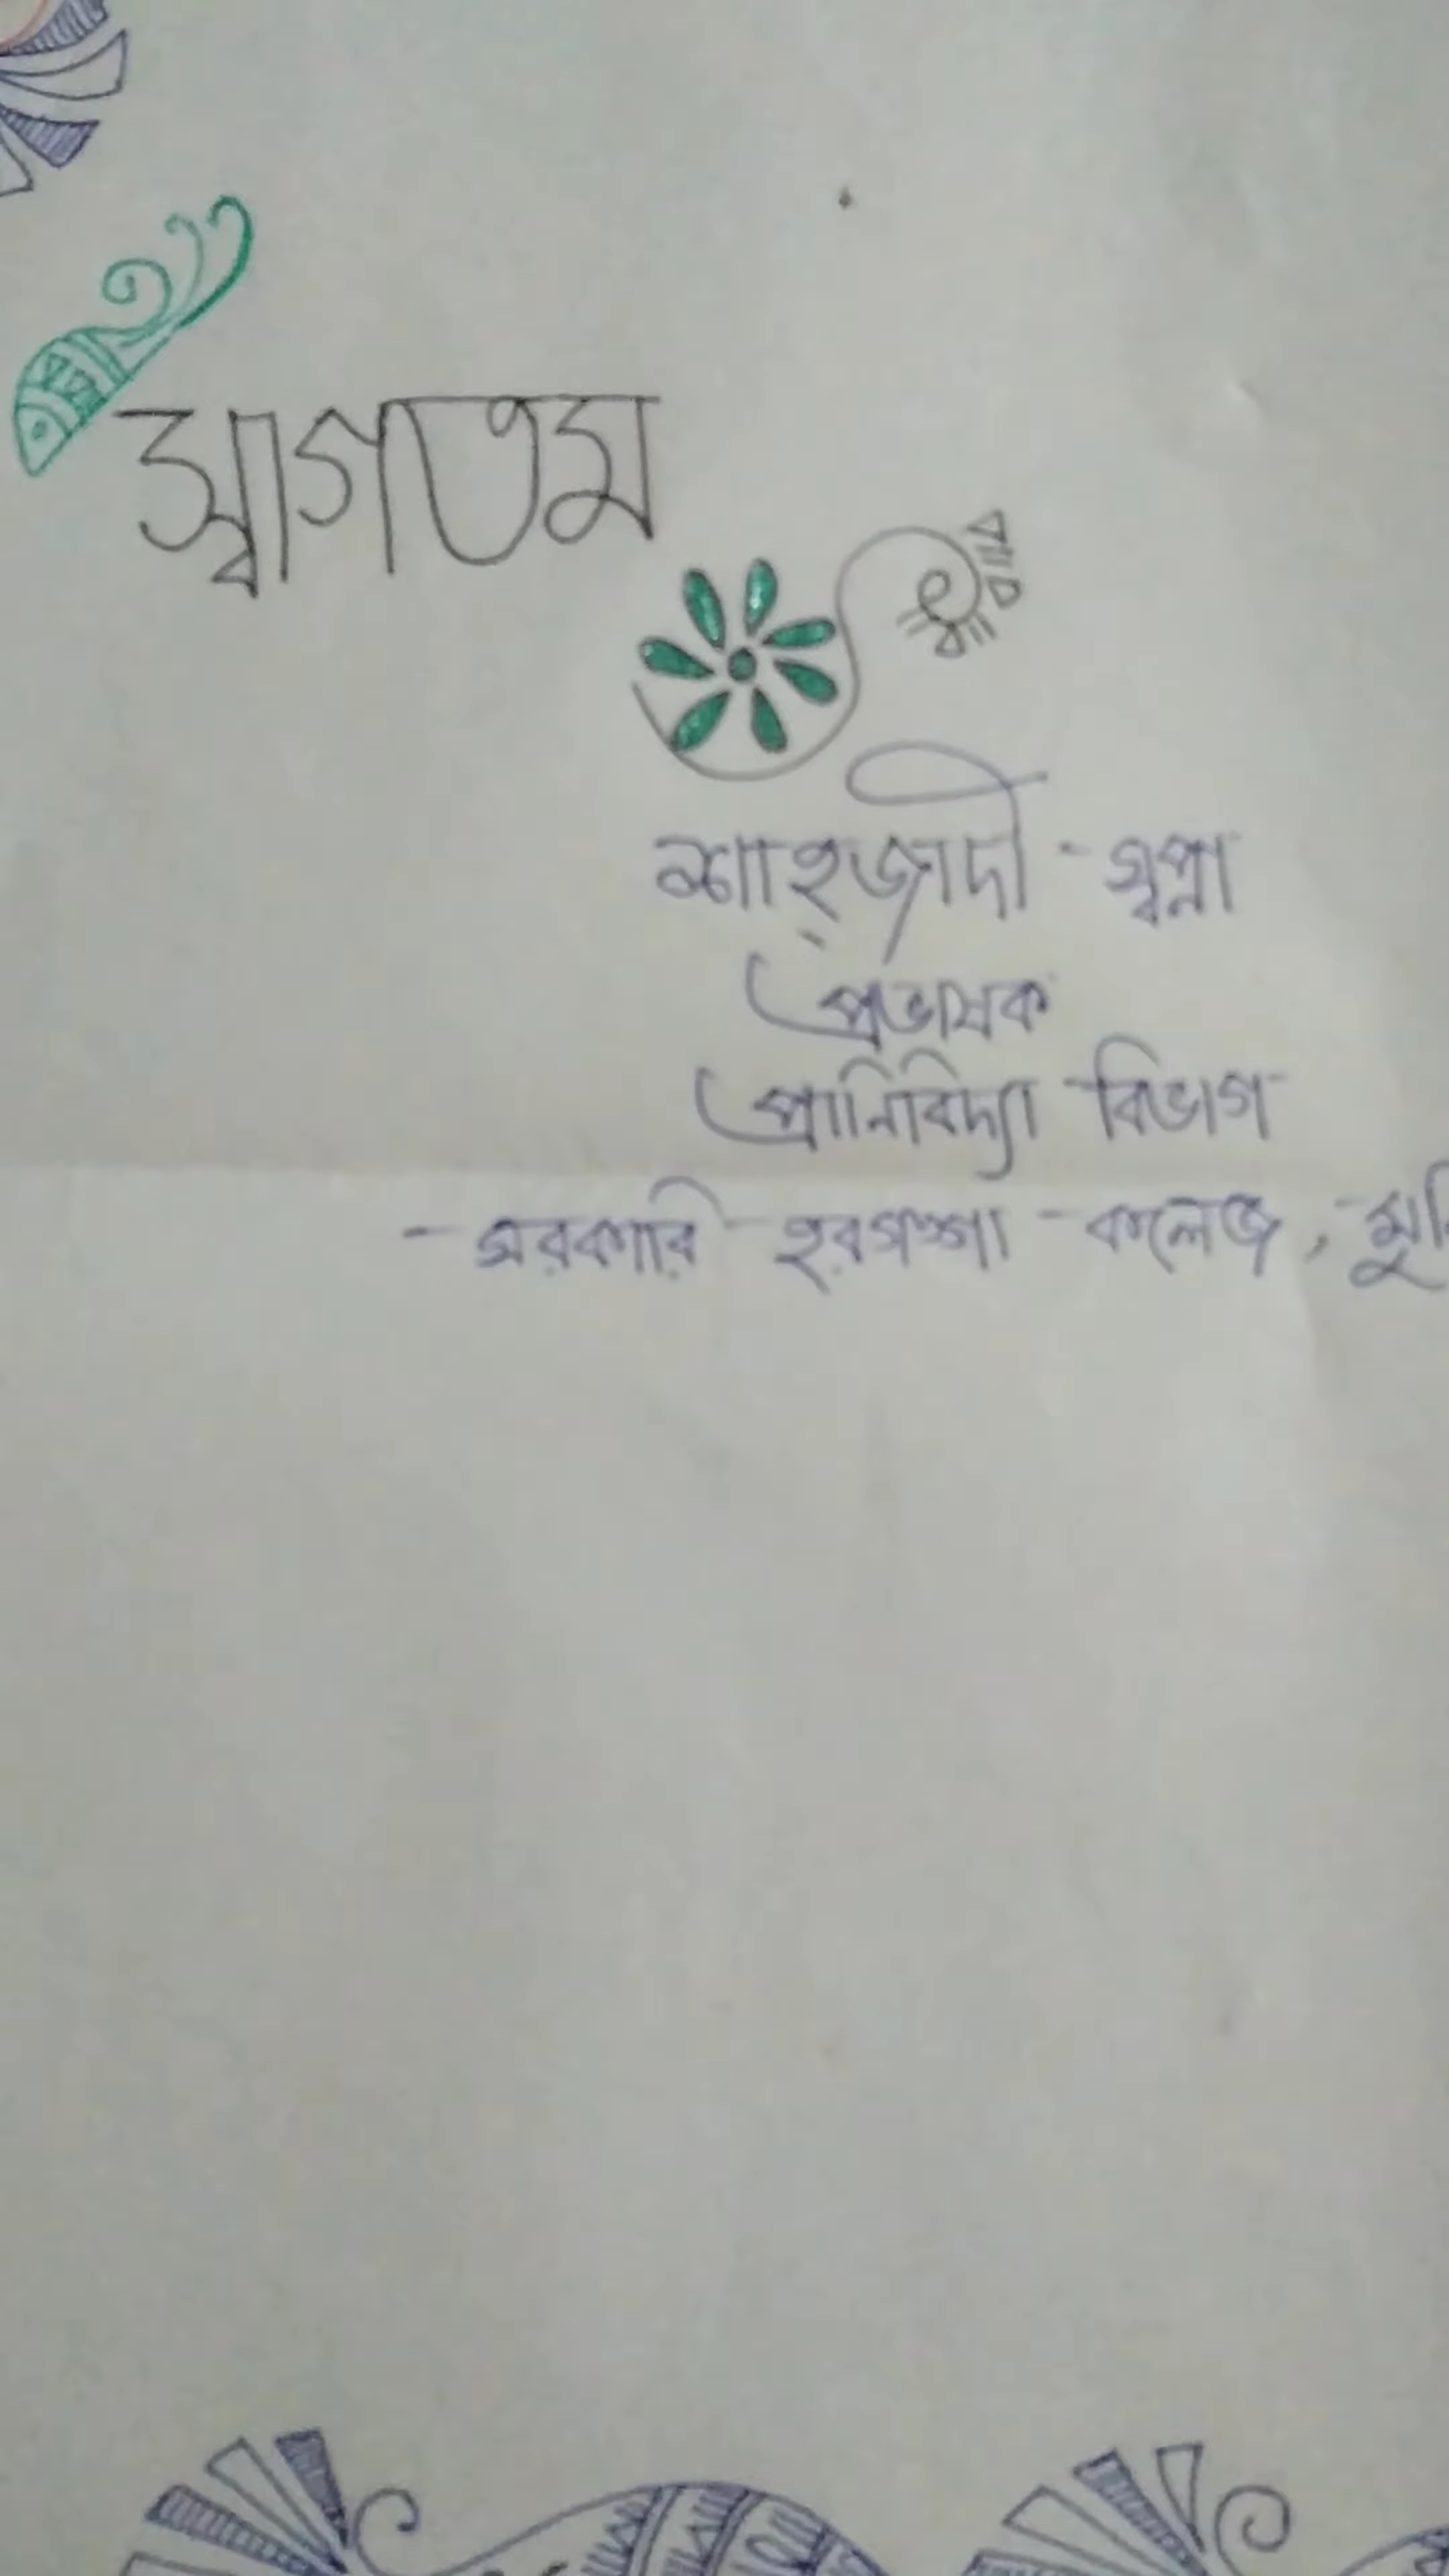 স্বাগতম
শাহজাদী স্বপ্না
প্রভাষক
প্রানিবিদ্যা বিভাগ
সরকারি হরগঙ্গা কলেজ,